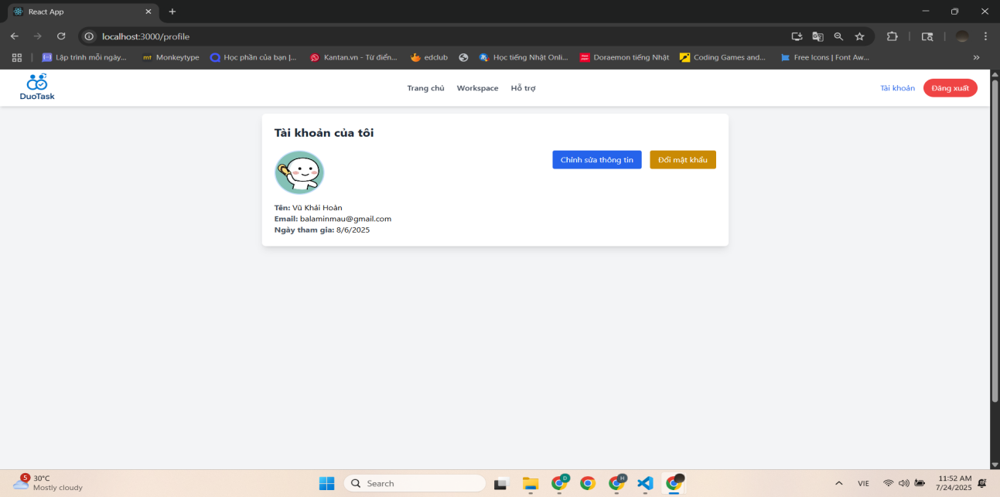 React App
localhost:3000/profile
Lập trình mỗi ngày...
mt Monkeytype
Học phần của bạn |...
Kantan.vn - Từ điển...
edclub
Học tiếng Nhật Onli...
Doraemon tiếng Nhật
Coding Games and...
Free Icons | Font Aw...
DuoTask
Trang chủ Workspace Hỗ trợ
Tài khoản Đăng xuất
Tài khoản của tôi
Chỉnh sửa thông tin Đổi mật khẩu
Tên: Vũ Khải Hoàn
Email: balaminmau@gmail.com
Ngày tham gia: 8/6/2025
5
30°C
Mostly cloudy
Search
D
H
VIE
11:52 AM
7/24/2025